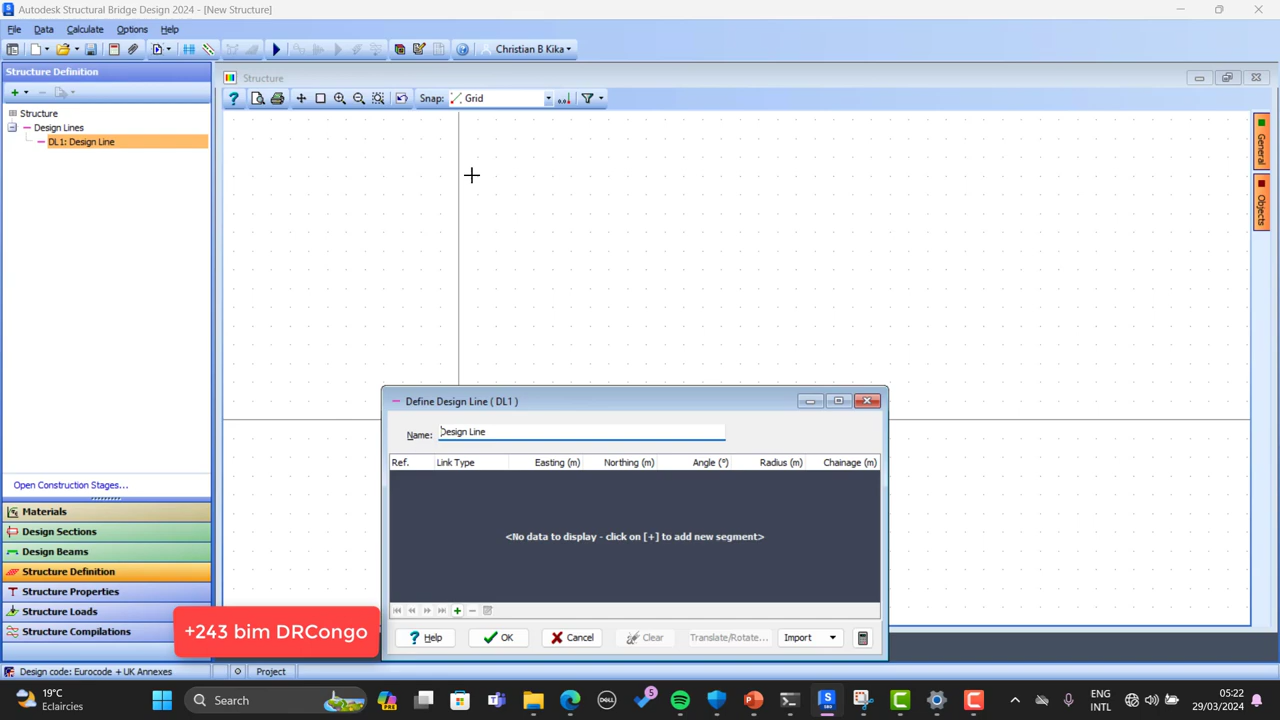 Autodesk Structural Bridge Design 2024 - [New Structure]
File Data Calculate Options Help
Christian B Kika
Structure Definition
Structure
Design Lines
DL1: Design Line
Structure
Snap: Grid
General
Objects
Define Design Line ( DL1 )
Name: Design Line
Ref. Link Type Easting (m) Northing (m) Angle (°) Radius (m) Chainage (m)
<No data to display - click on [+] to add new segment>
Help OK Cancel Clear Translate/Rotate... Import
Open Construction Stages...
Materials
Design Sections
Design Beams
Structure Definition
Structure Properties
Structure Loads
Structure Compilations
+243 bim DRCongo
Design code: Eurocode + UK Annexes Project
19°C
Eclaircies
Search
PRE
DELL
5
S
SBD
ENG
INTL
05:22
29/03/2024